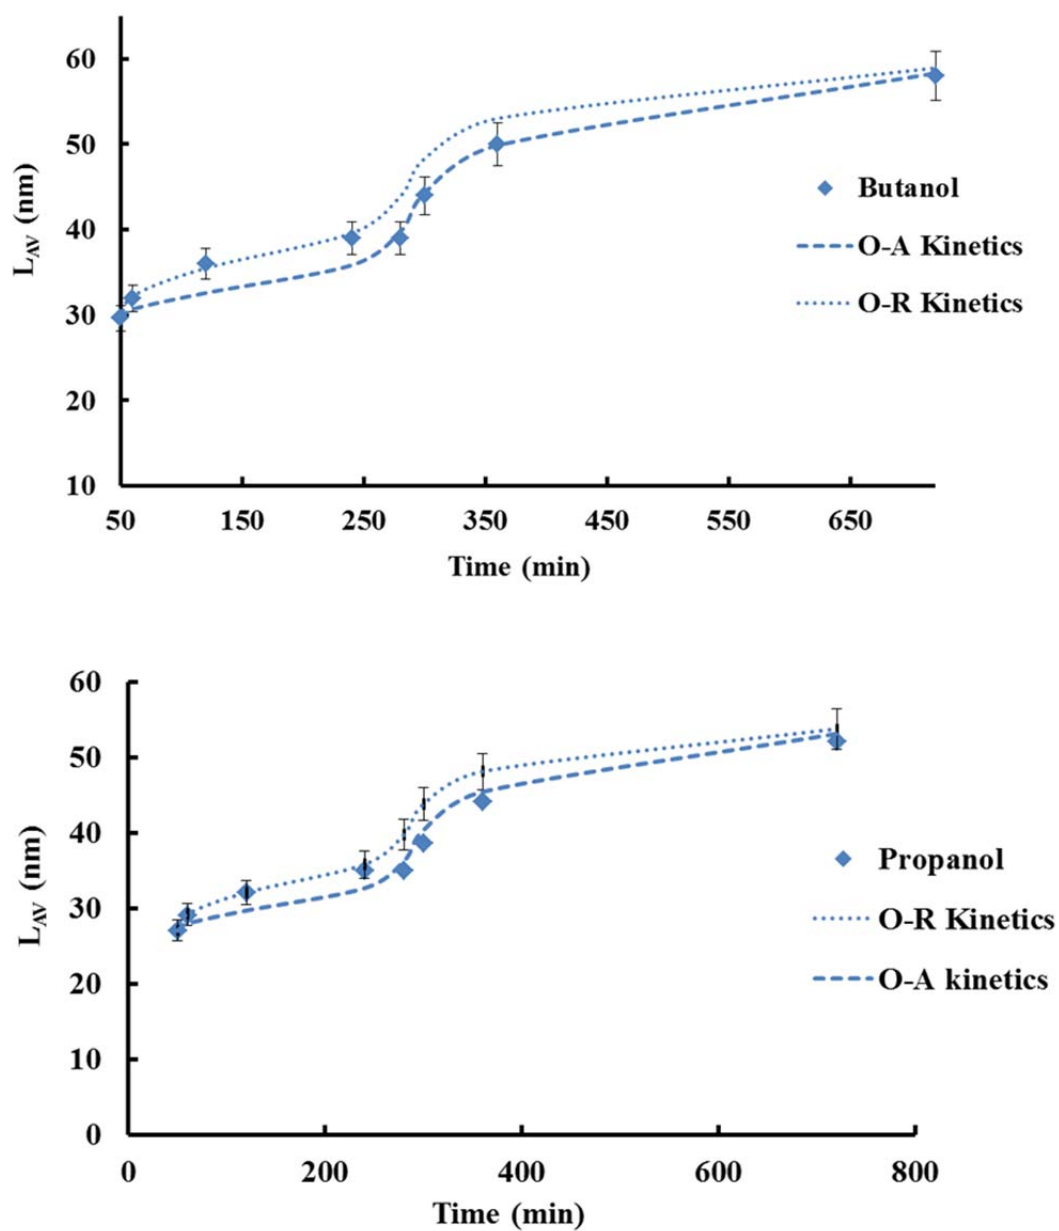 60
50
40
30
20
10
L_AV (nm)
50 150 250 350 450 550 650
Time (min)
Butanol
O-A Kinetics
O-R Kinetics
60
50
40
30
20
10
0
L_AV (nm)
0 200 400 600 800
Time (min)
Propanol
O-R Kinetics
O-A kinetics